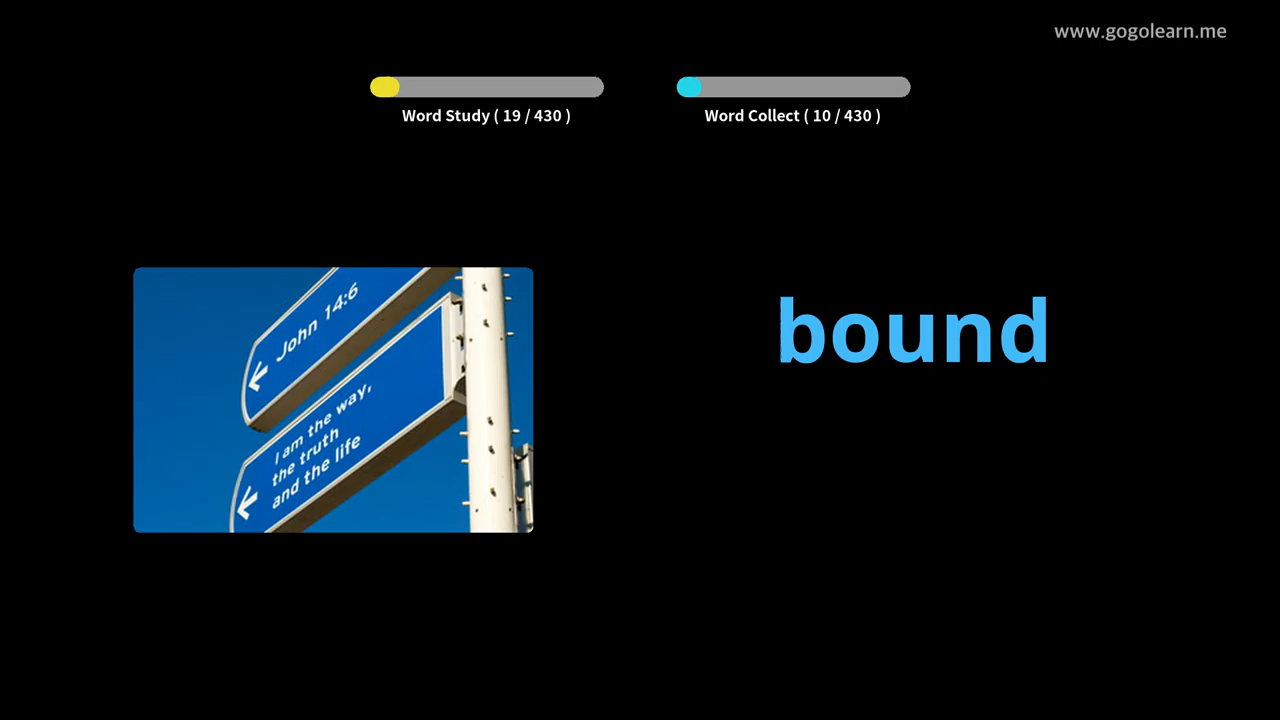 www.gogolearn.me
Word Study ( 19 / 430 )
Word Collect ( 10 / 430 )
John 14:6
I am the way,
the truth
and the life
bound